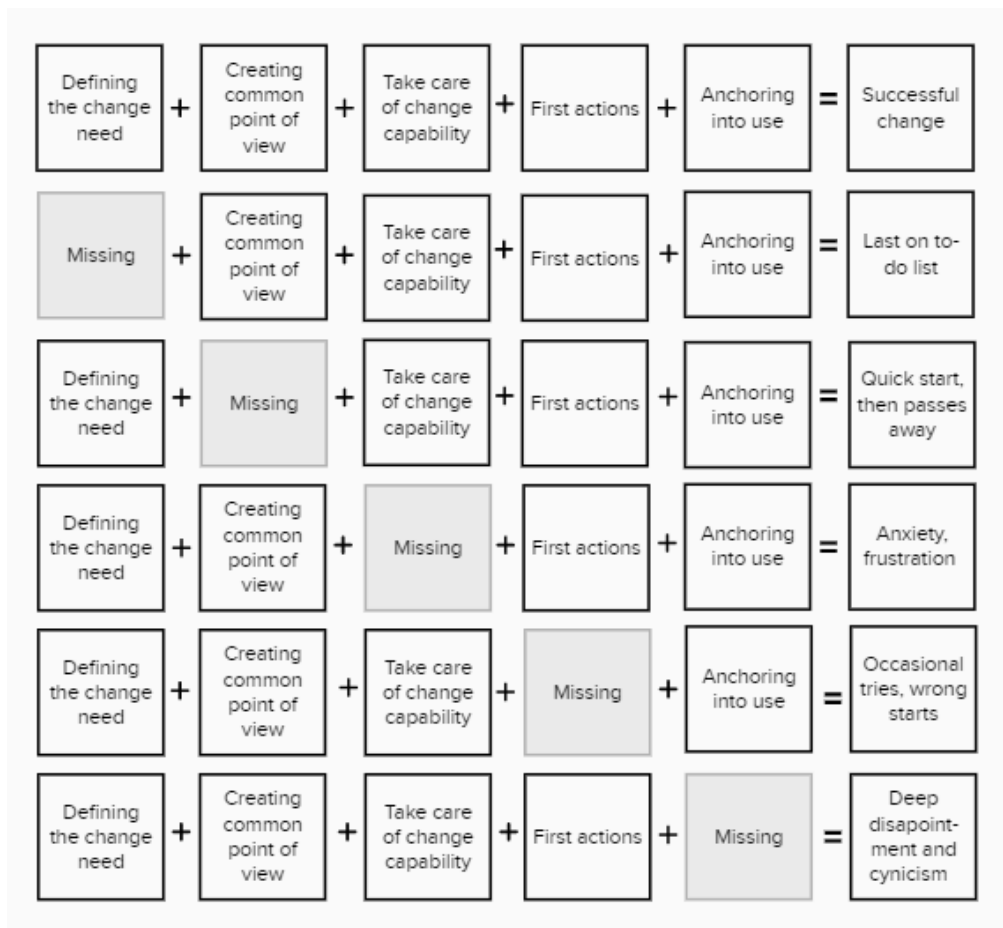 Defining
the change
need
+
Creating
common
point of
view
+
Take care
of change
capability
+
First actions
+
Anchoring
into use
=
Successful
change
Missing
+
Creating
common
point of
view
+
Take care
of change
capability
+
First actions
+
Anchoring
into use
=
Last on to-
do list
Defining
the change
need
+
Missing
+
Take care
of change
capability
+
First actions
+
Anchoring
into use
=
Quick start,
then passes
away
Defining
the change
need
+
Creating
common
point of
view
+
Missing
+
First actions
+
Anchoring
into use
=
Anxiety,
frustration
Defining
the change
need
+
Creating
common
point of
view
+
Take care
of change
capability
+
Missing
+
Anchoring
into use
=
Occasional
tries, wrong
starts
Defining
the change
need
+
Creating
common
point of
view
+
Take care
of change
capability
+
First actions
+
Missing
=
Deep
disapoint-
ment and
cynicism